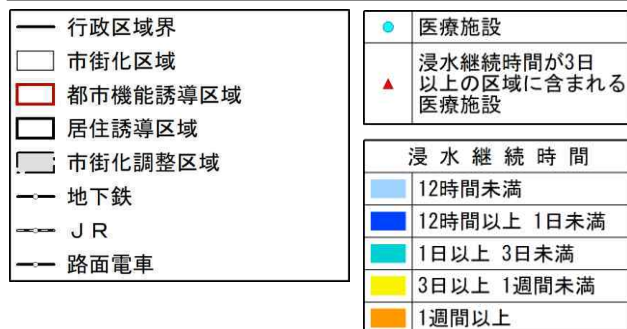 行政区域界
市街化区域
都市機能誘導区域
居住誘導区域
市街化調整区域
地下鉄
ＪＲ
路面電車
医療施設
浸水継続時間が3日
以上の区域に含まれる
医療施設
浸水継続時間
12時間未満
12時間以上 1日未満
1日以上 3日未満
3日以上 1週間未満
1週間以上